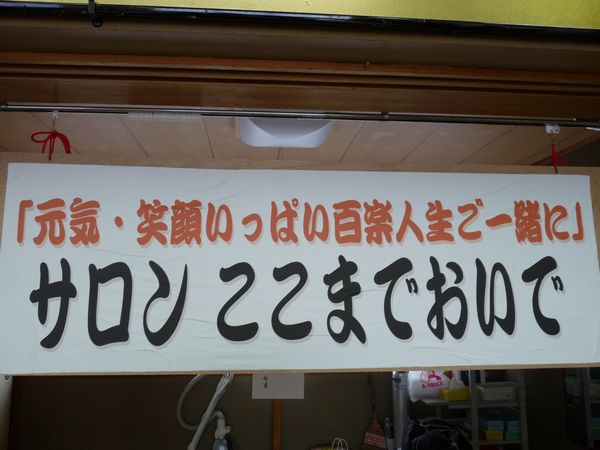 「元気・笑顔いっぱい百楽人生ご一緒に」
サロン ここまでおいで